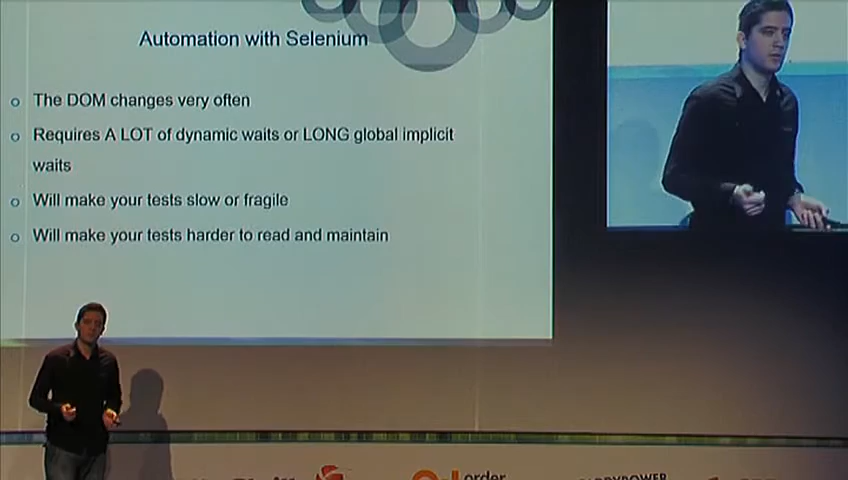 Automation with Selenium
The DOM changes very often
Requires A LOT of dynamic waits or LONG global implicit
waits
Will make your tests slow or fragile
Will make your tests harder to read and maintain
order